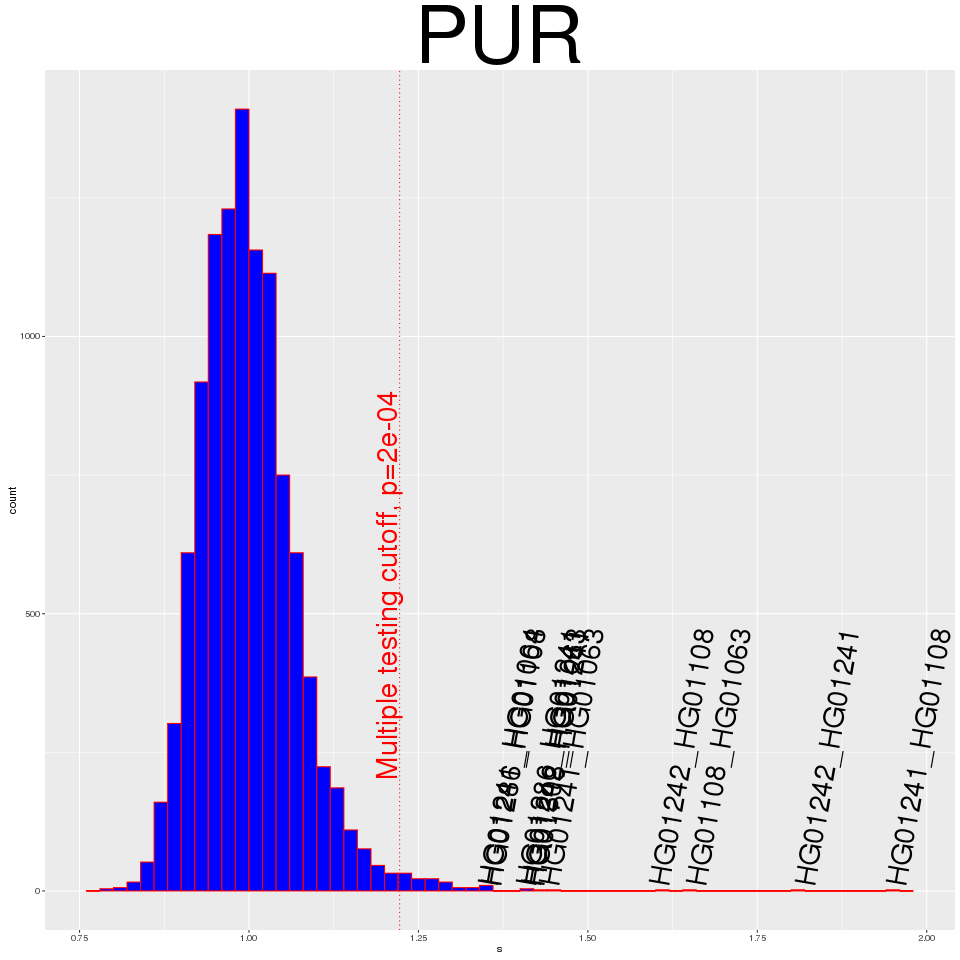 PUR
count
1000
500
0
Multiple testing cutoff, p=2e-04
HG01241_HG01063
HG01242_HG01108
HG01108_HG01063
HG01242_HG01241
HG01241_HG01108
0.75
1.00
1.25
1.50
1.75
2.00
s